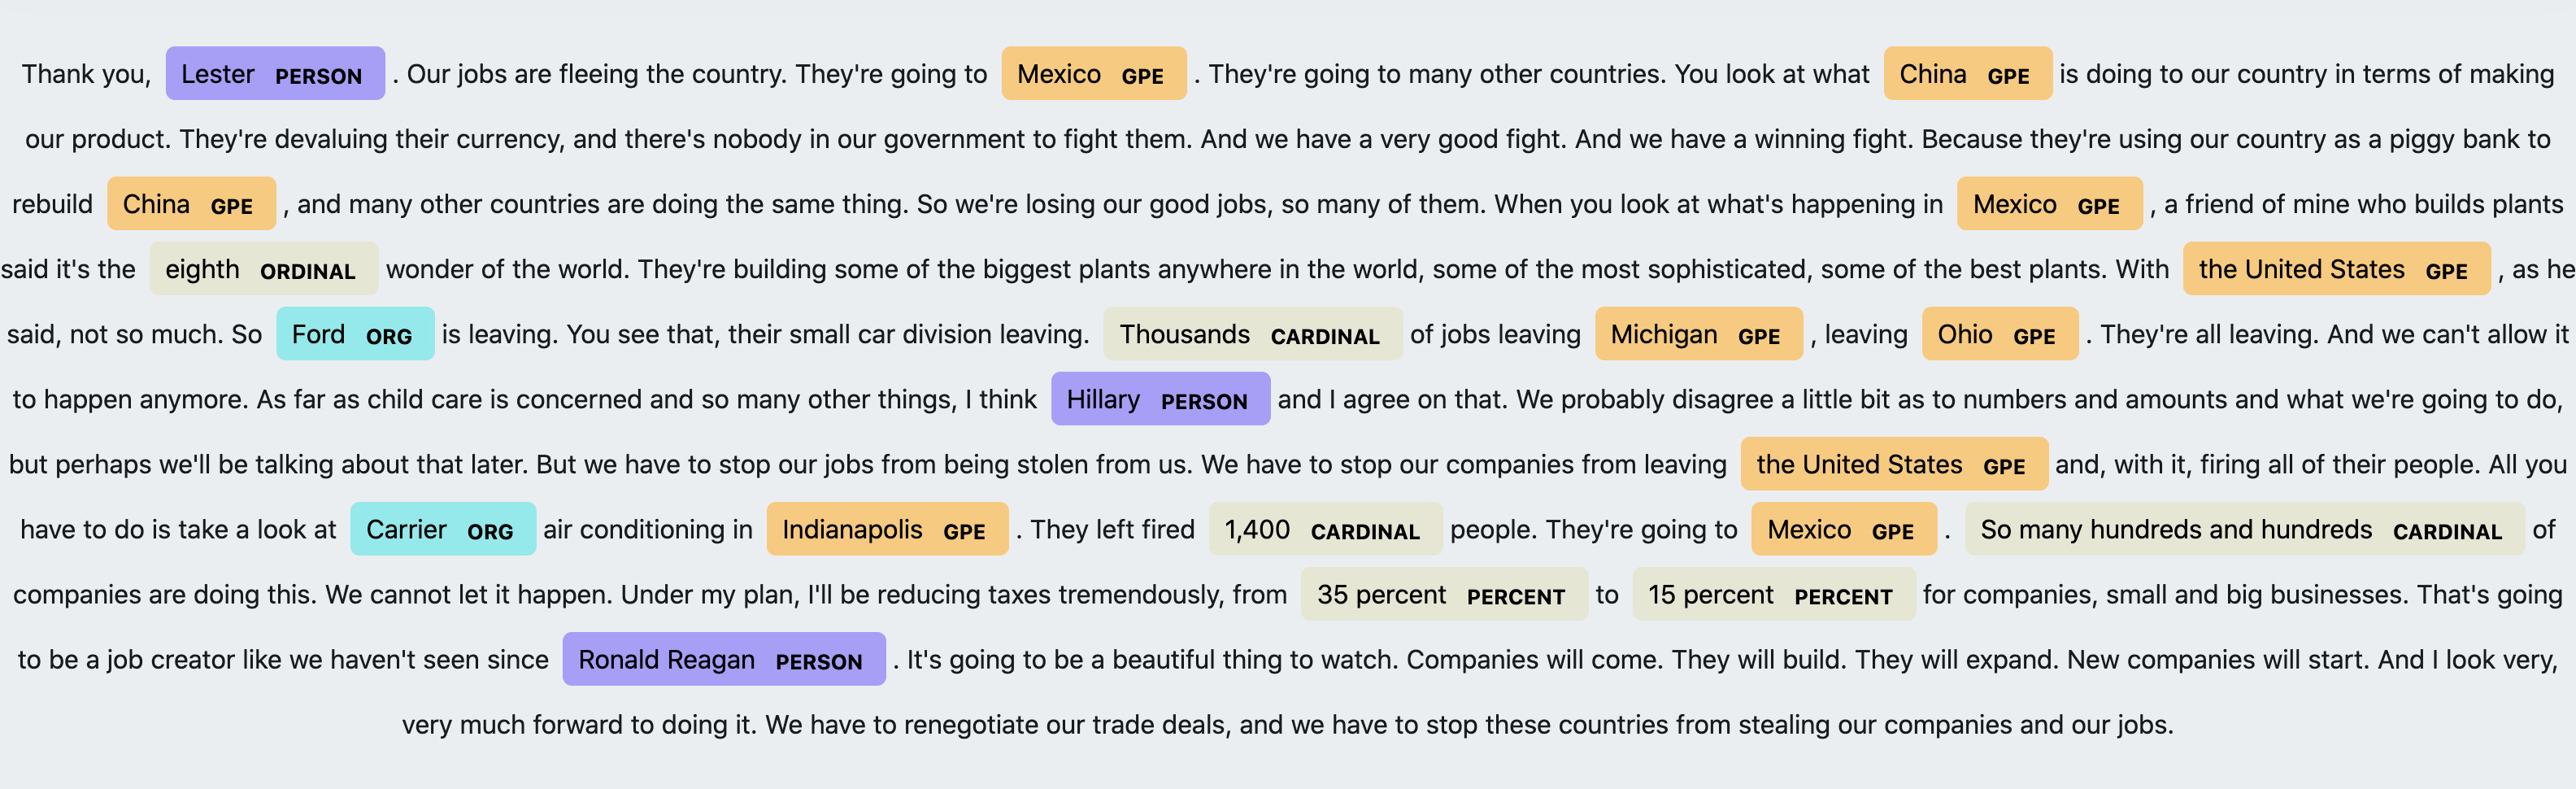 Thank you, Lester PERSON . Our jobs are fleeing the country. They're going to Mexico GPE . They're going to many other countries. You look at what China GPE is doing to our country in terms of making
our product. They're devaluing their currency, and there's nobody in our government to fight them. And we have a very good fight. And we have a winning fight. Because they're using our country as a piggy bank to
rebuild China GPE , and many other countries are doing the same thing. So we're losing our good jobs, so many of them. When you look at what's happening in Mexico GPE , a friend of mine who builds plants
said it's the eighth ORDINAL wonder of the world. They're building some of the biggest plants anywhere in the world, some of the most sophisticated, some of the best plants. With the United States GPE , as he
said, not so much. So Ford ORG is leaving. You see that, their small car division leaving. Thousands CARDINAL of jobs leaving Michigan GPE , leaving Ohio GPE . They're all leaving. And we can't allow it
to happen anymore. As far as child care is concerned and so many other things, I think Hillary PERSON and I agree on that. We probably disagree a little bit as to numbers and amounts and what we're going to do,
but perhaps we'll be talking about that later. But we have to stop our jobs from being stolen from us. We have to stop our companies from leaving the United States GPE and, with it, firing all of their people. All you
have to do is take a look at Carrier ORG air conditioning in Indianapolis GPE . They left fired 1,400 CARDINAL people. They're going to Mexico GPE . So many hundreds and hundreds CARDINAL of
companies are doing this. We cannot let it happen. Under my plan, I'll be reducing taxes tremendously, from 35 percent PERCENT to 15 percent PERCENT for companies, small and big businesses. That's going
to be a job creator like we haven't seen since Ronald Reagan PERSON . It's going to be a beautiful thing to watch. Companies will come. They will build. They will expand. New companies will start. And I look very,
very much forward to doing it. We have to renegotiate our trade deals, and we have to stop these countries from stealing our companies and our jobs.